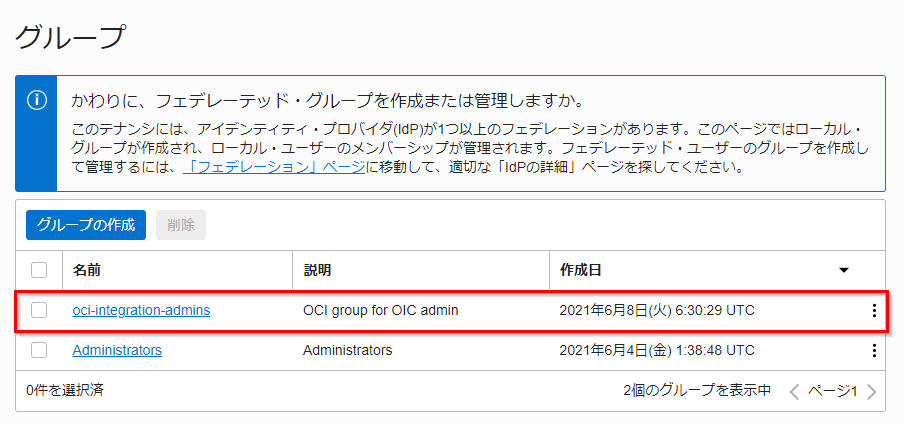 グループ
かわりに、フェデレーテッド・グループを作成または管理しますか。
このテナンシには、アイデンティティ・プロバイダ(IdP)が1つ以上のフェデレーションがあります。このページではローカル・
グループが作成され、ローカル・ユーザーのメンバーシップが管理されます。フェデレーテッド・ユーザーのグループを作成し
て管理するには、「フェデレーション」ページに移動して、適切な「IdPの詳細」ページを探してください。
グループの作成 削除
名前 説明 作成日
oci-integration-admins OCI group for OIC admin 2021年6月8日(火) 6:30:29 UTC
Administrators Administrators 2021年6月4日(金) 1:38:48 UTC
0件を選択済 2個のグループを表示中 ページ1